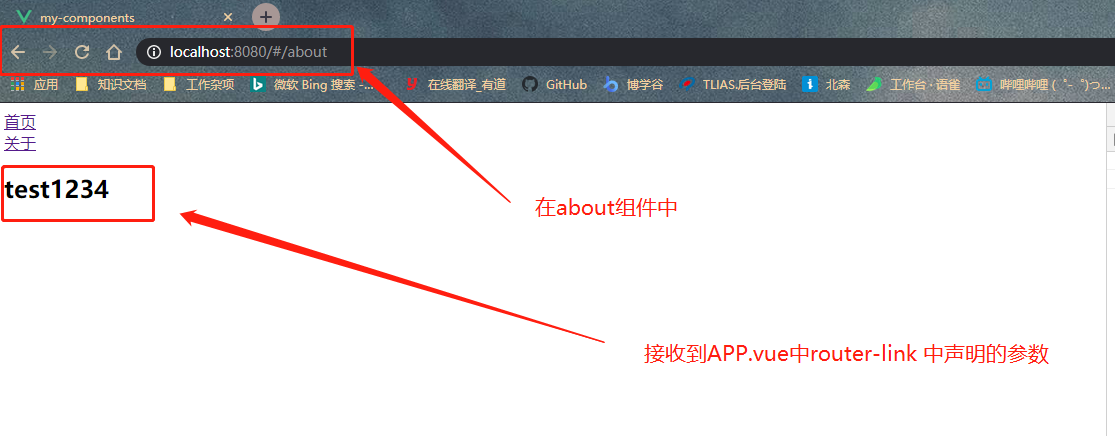 my-components
localhost:8080/#/about
应用 知识文档 工作杂项 微软 Bing 搜索 -... 在线翻译_有道 GitHub 博学谷 TLIAS.后台登陆 北森 工作台 · 语雀 哔哩哔哩 (゜-゜)つ...
首页
关于
test1234
在about组件中
接收到APP.vue中router-link 中声明的参数